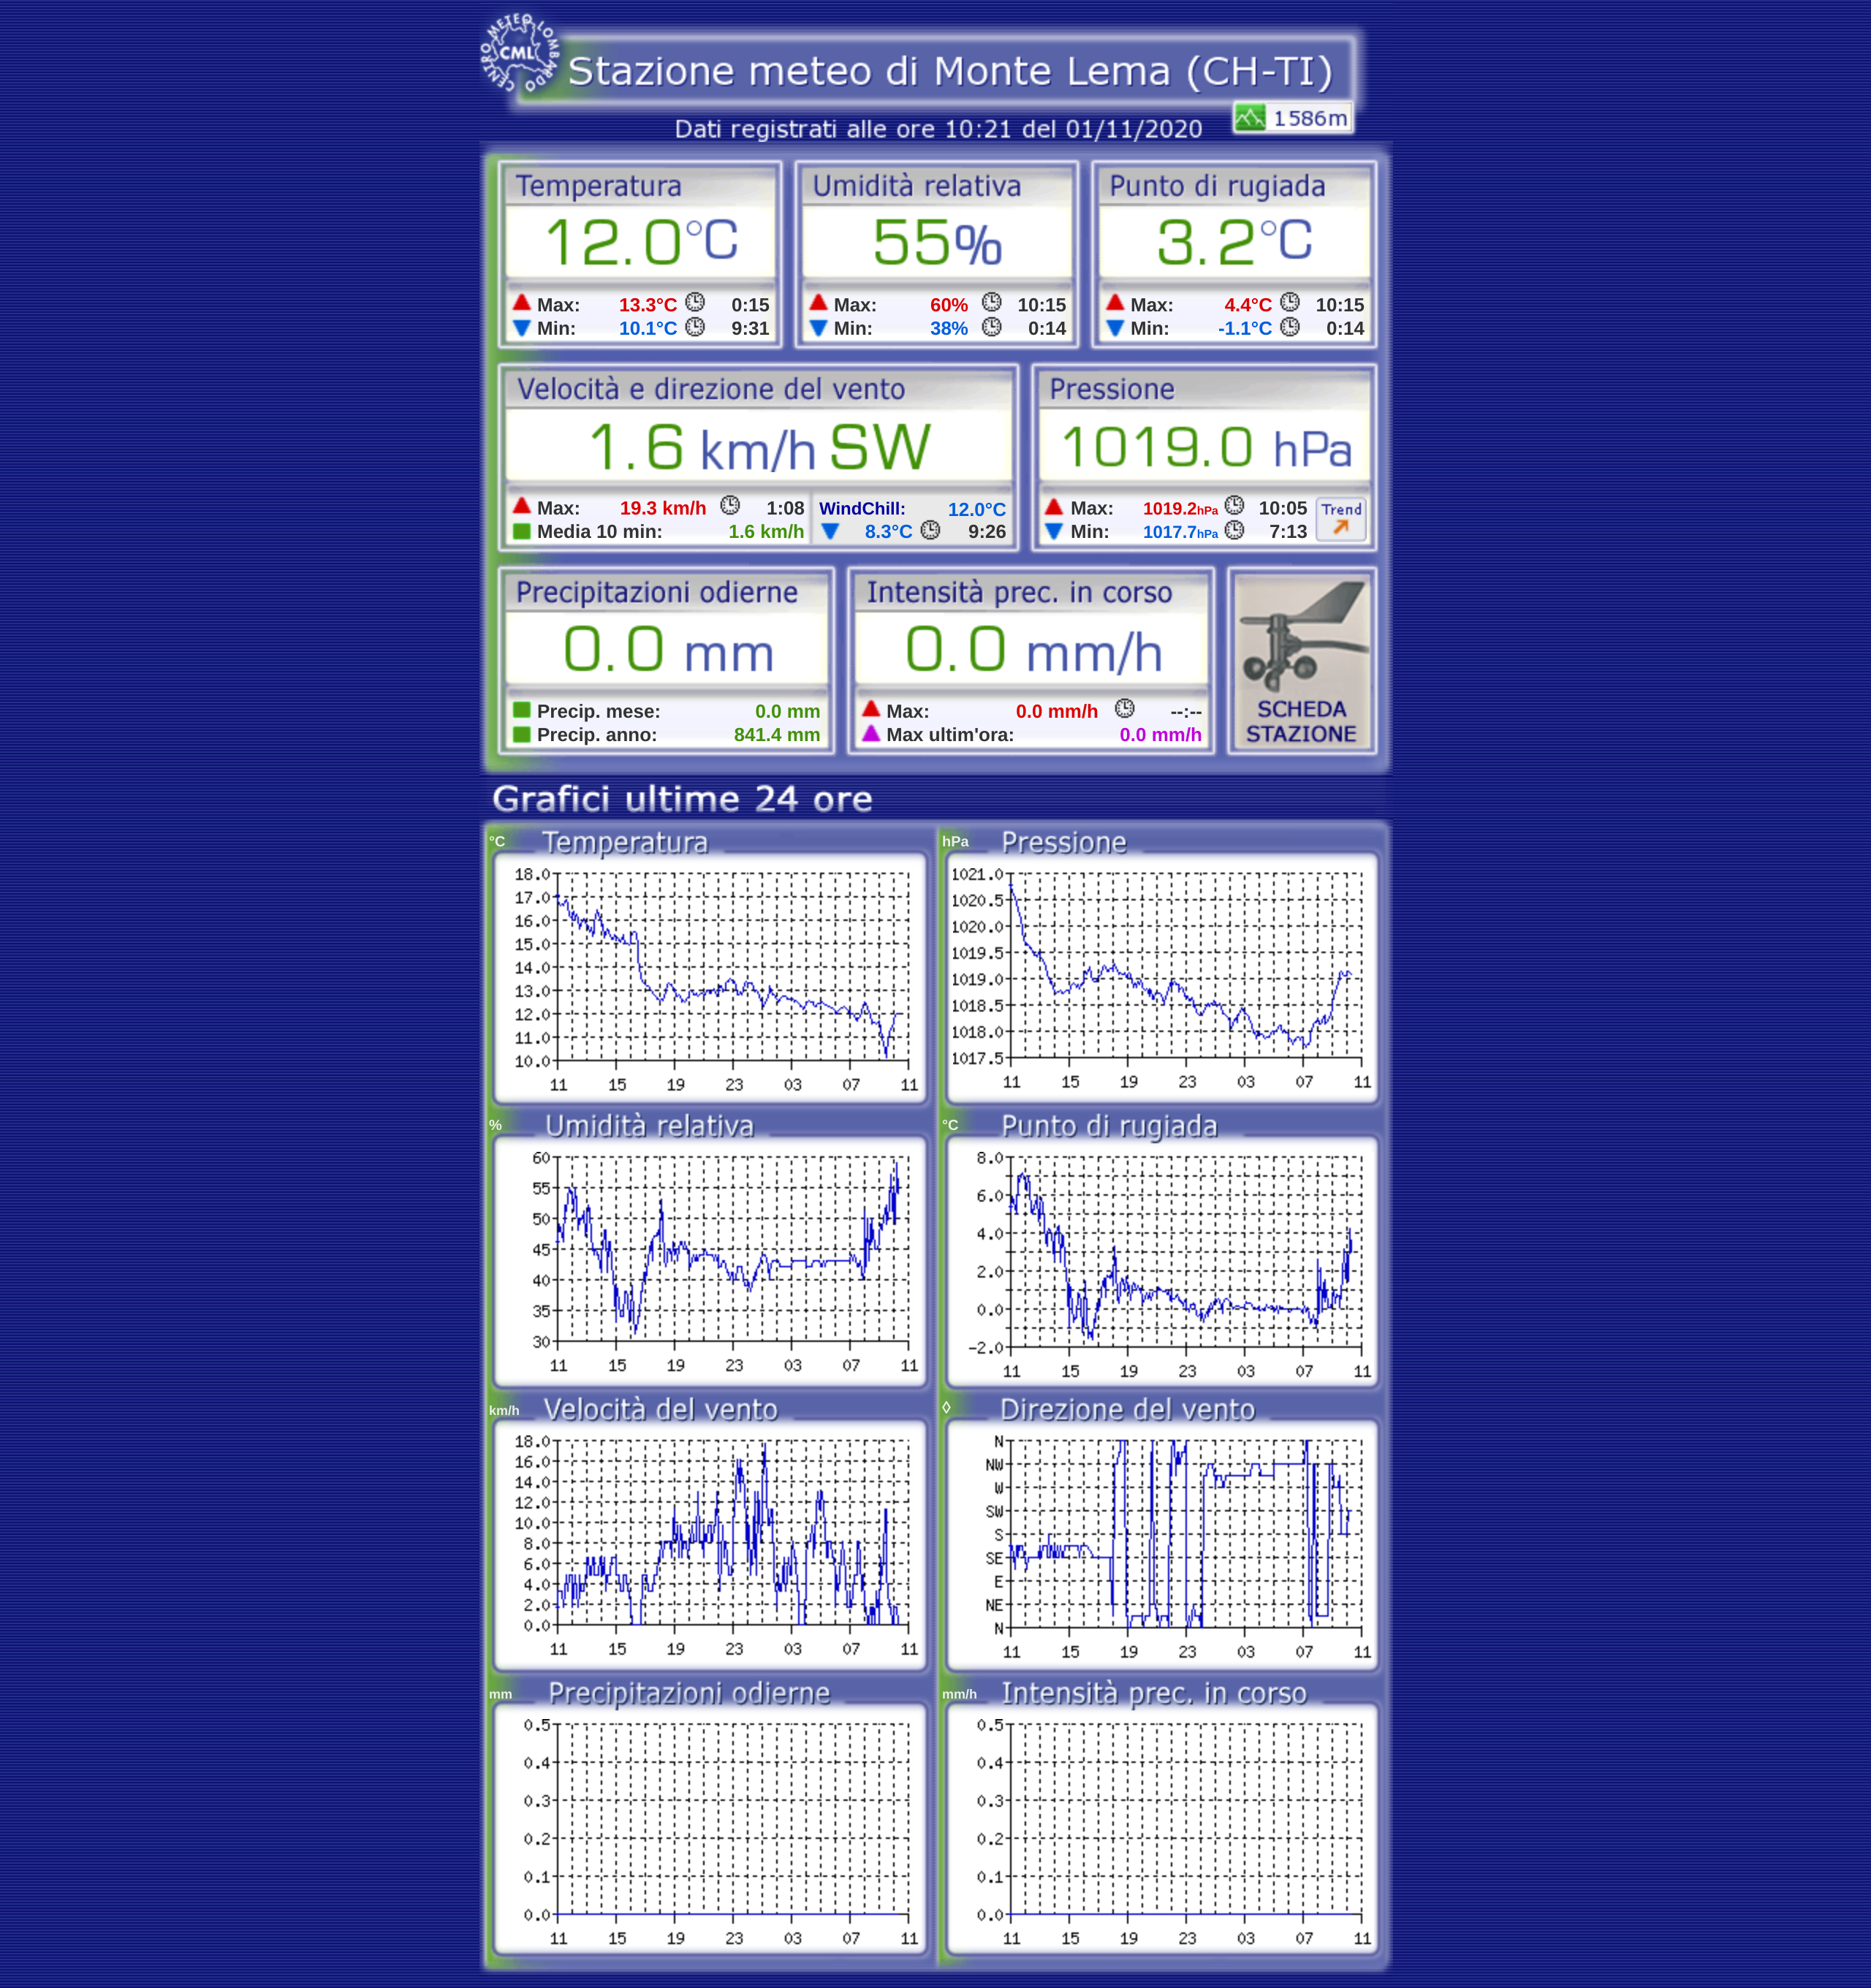 CENTRO METEO LOMBARDO
CML
Stazione meteo di Monte Lema (CH-TI)
1586m
Dati registrati alle ore 10:21 del 01/11/2020
Temperatura
12.0°C
Max: 13.3°C 0:15
Min: 10.1°C 9:31
Umidità relativa
55%
Max: 60% 10:15
Min: 38% 0:14
Punto di rugiada
3.2°C
Max: 4.4°C 10:15
Min: -1.1°C 0:14
Velocità e direzione del vento
1.6 km/h SW
Max: 19.3 km/h 1:08
Media 10 min: 1.6 km/h
WindChill: 12.0°C
8.3°C 9:26
Pressione
1019.0 hPa
Max: 1019.2hPa 10:05
Min: 1017.7hPa 7:13
Trend
Precipitazioni odierne
0.0 mm
Precip. mese: 0.0 mm
Precip. anno: 841.4 mm
Intensità prec. in corso
0.0 mm/h
Max: 0.0 mm/h --:--
Max ultim'ora: 0.0 mm/h
SCHEDA
STAZIONE
Grafici ultime 24 ore
°C Temperatura
18.0
17.0
16.0
15.0
14.0
13.0
12.0
11.0
10.0
11 15 19 23 03 07 11
hPa Pressione
1021.0
1020.5
1020.0
1019.5
1019.0
1018.5
1018.0
1017.5
11 15 19 23 03 07 11
% Umidità relativa
60
55
50
45
40
35
30
11 15 19 23 03 07 11
°C Punto di rugiada
8.0
6.0
4.0
2.0
0.0
-2.0
11 15 19 23 03 07 11
km/h Velocità del vento
18.0
16.0
14.0
12.0
10.0
8.0
6.0
4.0
2.0
0.0
11 15 19 23 03 07 11
◊ Direzione del vento
N
NW
W
SW
S
SE
E
NE
N
11 15 19 23 03 07 11
mm Precipitazioni odierne
0.5
0.4
0.3
0.2
0.1
0.0
11 15 19 23 03 07 11
mm/h Intensità prec. in corso
0.5
0.4
0.3
0.2
0.1
0.0
11 15 19 23 03 07 11